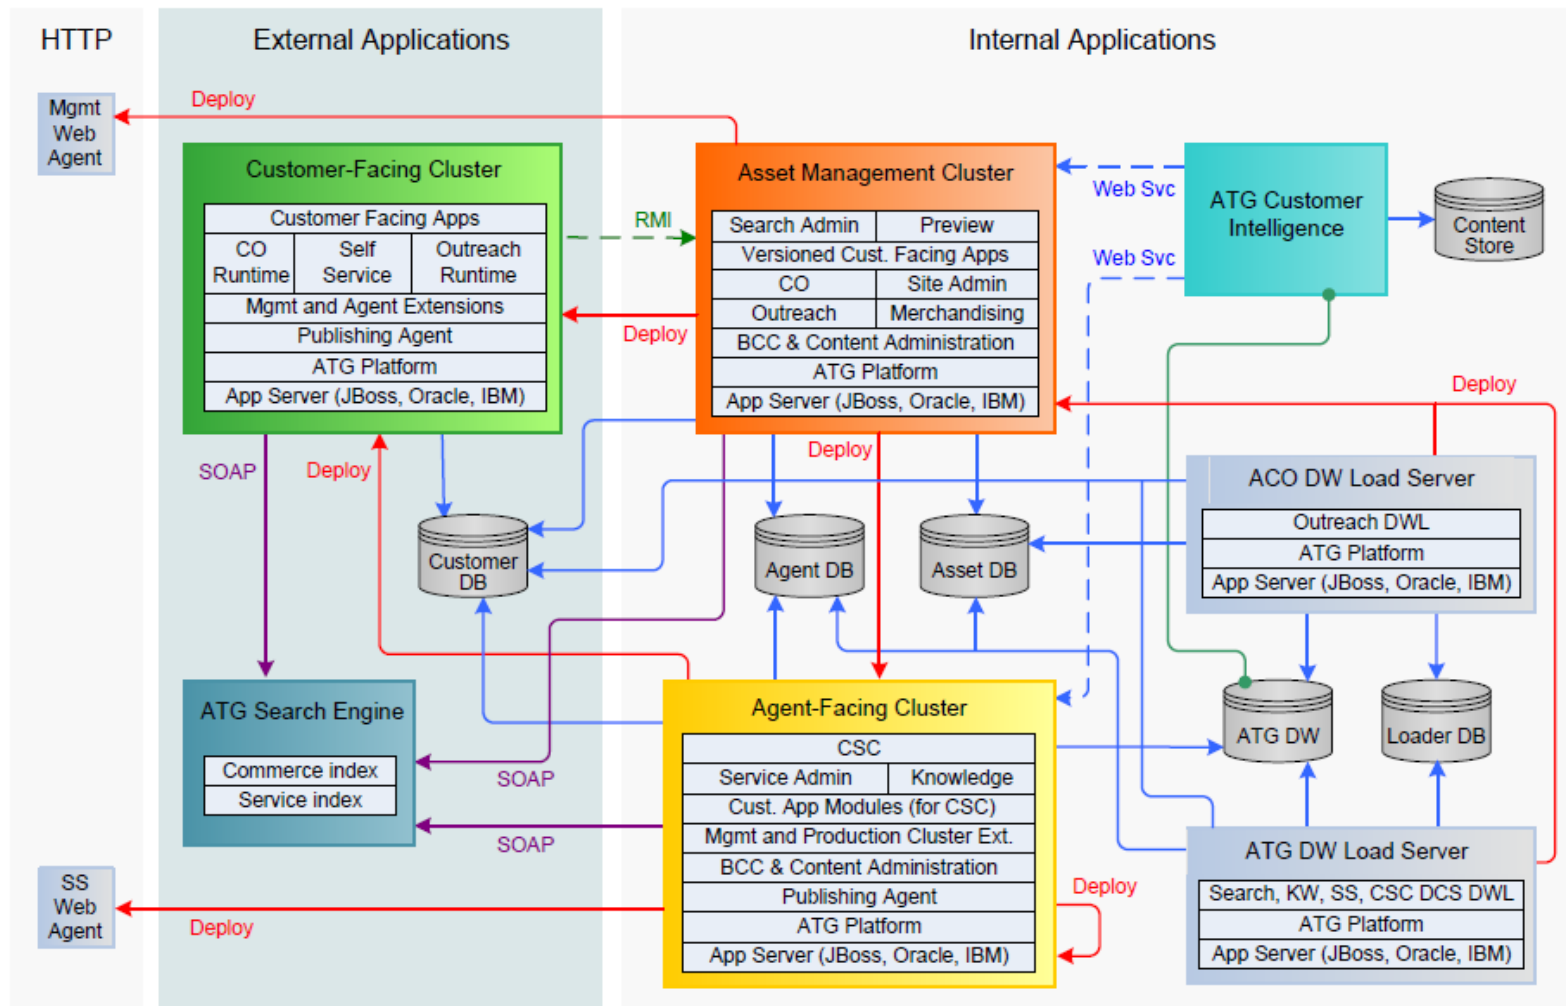 HTTP
External Applications
Internal Applications
Mgmt
Web
Agent
Deploy
Customer-Facing Cluster
Customer Facing Apps
CO
Runtime
Self
Service
Outreach
Runtime
Mgmt and Agent Extensions
Publishing Agent
ATG Platform
App Server (JBoss, Oracle, IBM)
RMI
Deploy
Asset Management Cluster
Search Admin
Preview
Versioned Cust. Facing Apps
CO
Site Admin
Outreach
Merchandising
BCC & Content Administration
ATG Platform
App Server (JBoss, Oracle, IBM)
Web Svc
Web Svc
ATG Customer
Intelligence
Content
Store
Deploy
SOAP
Deploy
Deploy
Customer
DB
Agent DB
Asset DB
ACO DW Load Server
Outreach DWL
ATG Platform
App Server (JBoss, Oracle, IBM)
ATG Search Engine
Commerce index
Service index
SOAP
SOAP
Agent-Facing Cluster
CSC
Service Admin
Knowledge
Cust. App Modules (for CSC)
Mgmt and Production Cluster Ext.
BCC & Content Administration
Publishing Agent
ATG Platform
App Server (JBoss, Oracle, IBM)
Deploy
ATG DW
Loader DB
ATG DW Load Server
Search, KW, SS, CSC DCS DWL
ATG Platform
App Server (JBoss, Oracle, IBM)
SS
Web
Agent
Deploy